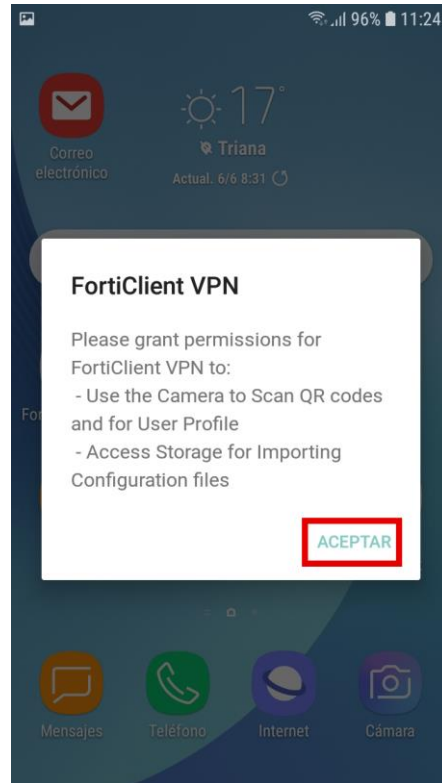 96% 11:24
17°
Correo
electrónico
Triana
Actual. 6/6 8:31
FortiClient VPN
Please grant permissions for
FortiClient VPN to:
- Use the Camera to Scan QR codes
and for User Profile
- Access Storage for Importing
Configuration files
For
ACEPTAR
Mensajes
Teléfono
Internet
Cámara